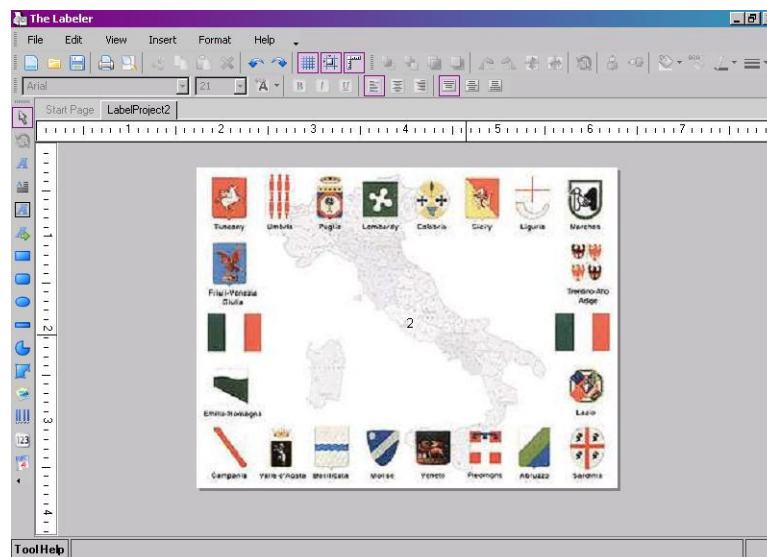 The Labeler
File Edit View Insert Format Help
Arial 21 A B I U
Start Page LabelProject2
1 2 3 4 5 6 7
Tuscany Umbria Puglia Lombardy Calabria Sicily Liguria Marches
Friuli-Venezia
Giulia
Trentino-Alto
Adige
1
2
2
3
4
Emilia-Romagna Lazio
123
Campania Valle d'Aosta Basilicata Molise Veneto Piedmont Abruzzo Sardinia
Tool Help